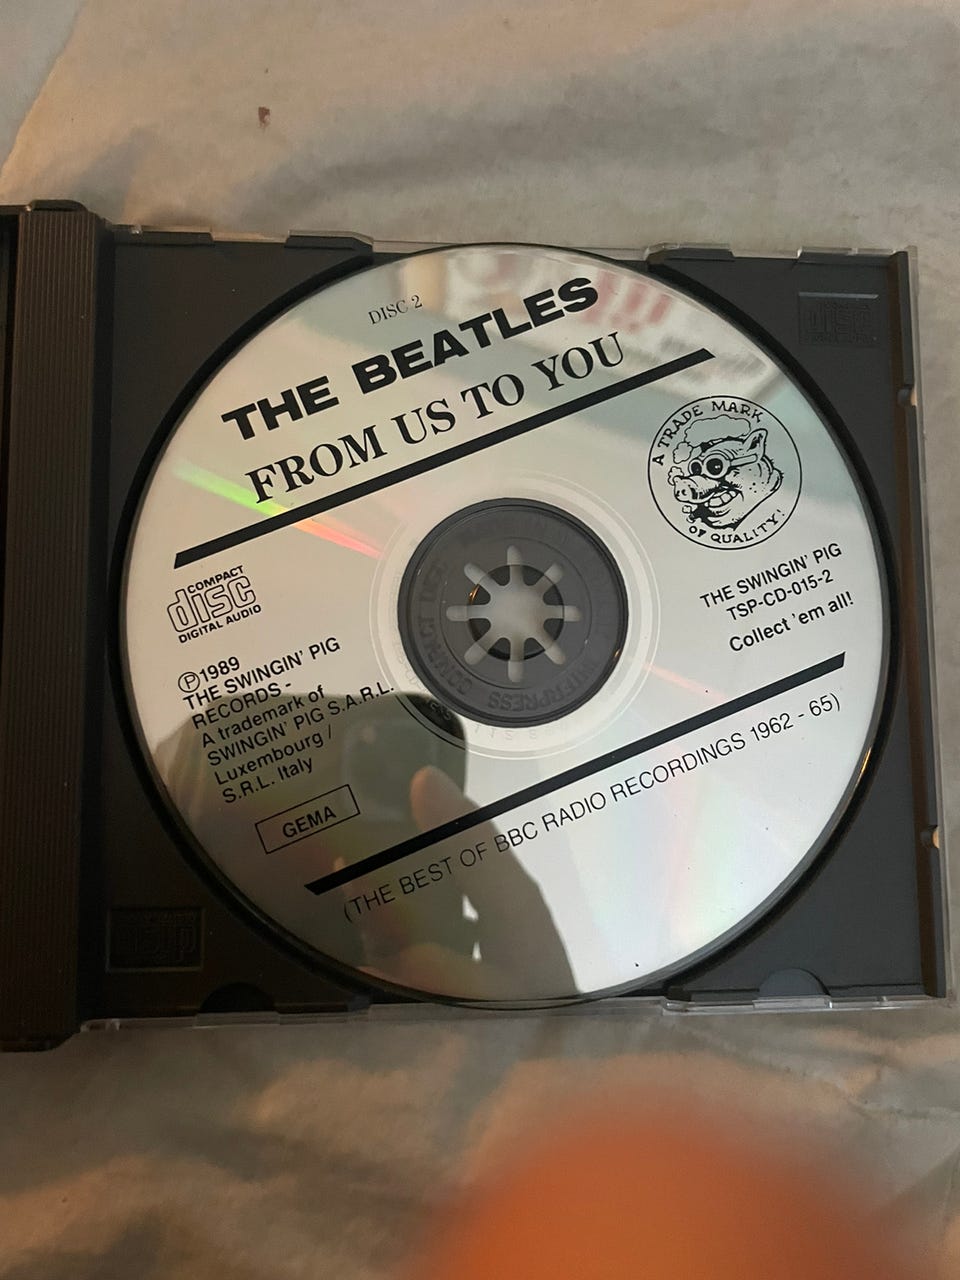 DISC 2
THE BEATLES
FROM US TO YOU
A TRADE MARK
OF QUALITY!
COMPACT
disc
DIGITAL AUDIO
THE SWINGIN' PIG
TSP-CD-015-2
Collect 'em all!
℗1989
THE SWINGIN' PIG
RECORDS -
A trademark of
SWINGIN' PIG S.A.R.L.
Luxembourg /
S.R.L. Italy
GEMA
(THE BEST OF BBC RADIO RECORDINGS 1962 - 65)